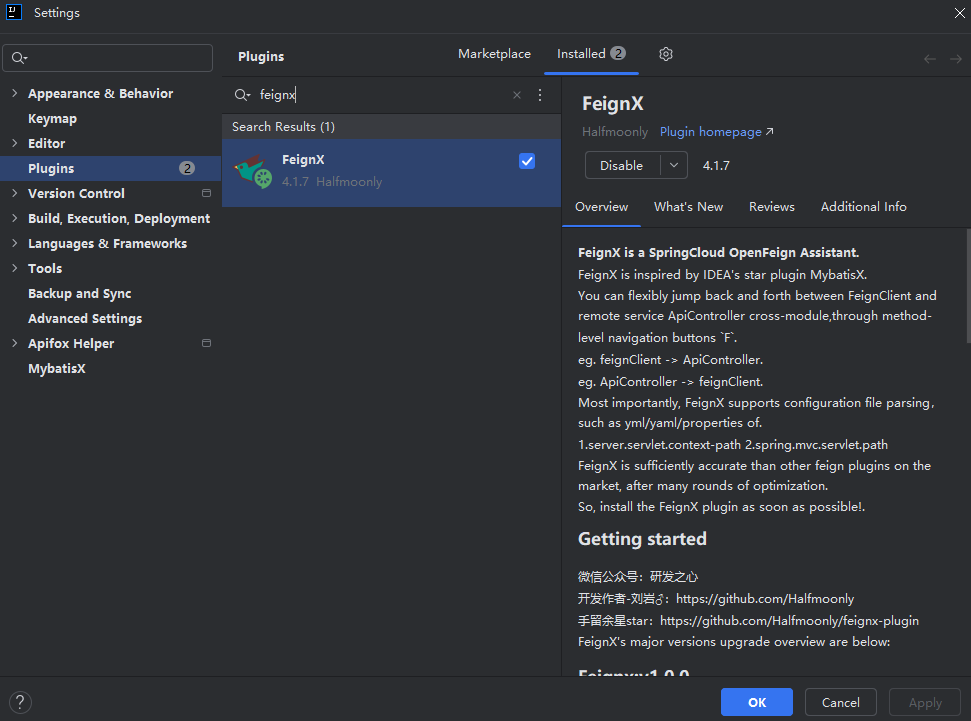 Settings
Plugins
Marketplace
Installed 2
Appearance & Behavior
Keymap
Editor
Plugins 2
Version Control
Build, Execution, Deployment
Languages & Frameworks
Tools
Backup and Sync
Advanced Settings
Apifox Helper
MybatisX
feignx
Search Results (1)
FeignX
4.1.7 Halfmoonly
FeignX
Halfmoonly Plugin homepage ↗
Disable 4.1.7
Overview What's New Reviews Additional Info
FeignX is a SpringCloud OpenFeign Assistant.
FeignX is inspired by IDEA's star plugin MybatisX.
You can flexibly jump back and forth between FeignClient and
remote service ApiController cross-module,through method-
level navigation buttons `F`.
eg. feignClient -> ApiController.
eg. ApiController -> feignClient.
Most importantly, FeignX supports configuration file parsing，
such as yml/yaml/properties of.
1.server.servlet.context-path 2.spring.mvc.servlet.path
FeignX is sufficiently accurate than other feign plugins on the
market, after many rounds of optimization.
So, install the FeignX plugin as soon as possible!.
Getting started
微信公众号：研发之心
开发作者-刘岩♂：https://github.com/Halfmoonly
手留余星star：https://github.com/Halfmoonly/feignx-plugin
FeignX's major versions upgrade overview are below:
Feignx:v1.0.0
?
OK
Cancel
Apply